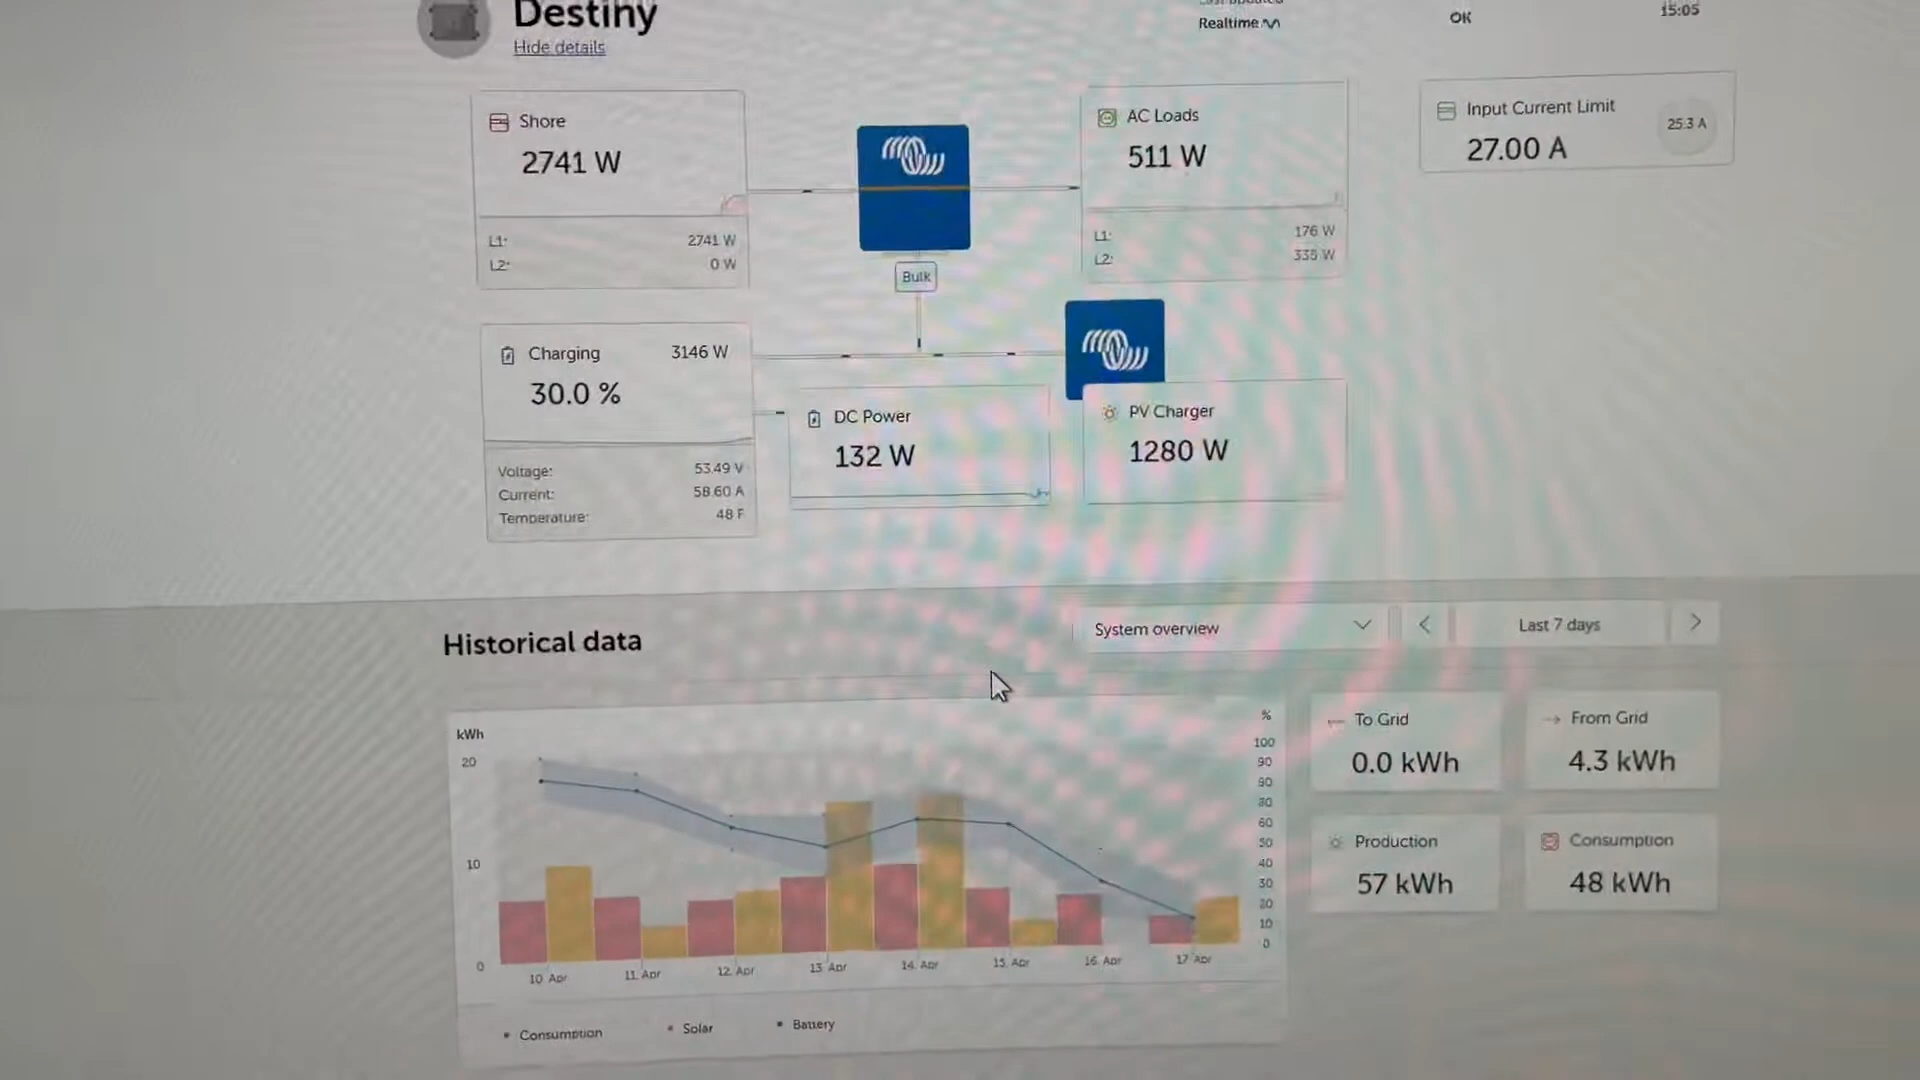 Destiny
Hide details
Realtime
OK
15:05
Shore
2741 W
L1: 2741 W
L2: 0 W
AC Loads
511 W
L1: 176 W
L2: 335 W
Input Current Limit
27.00 A
25.3 A
Bulk
Charging 3146 W
30.0 %
Voltage: 53.49 V
Current: 58.60 A
Temperature: 48 F
DC Power
132 W
PV Charger
1280 W
Historical data
System overview
Last 7 days
kWh
20
10
0
%
100
90
80
70
60
50
40
30
20
10
0
10. Apr
11. Apr
12. Apr
13. Apr
14. Apr
15. Apr
16. Apr
17. Apr
Consumption
Solar
Battery
To Grid
0.0 kWh
From Grid
4.3 kWh
Production
57 kWh
Consumption
48 kWh